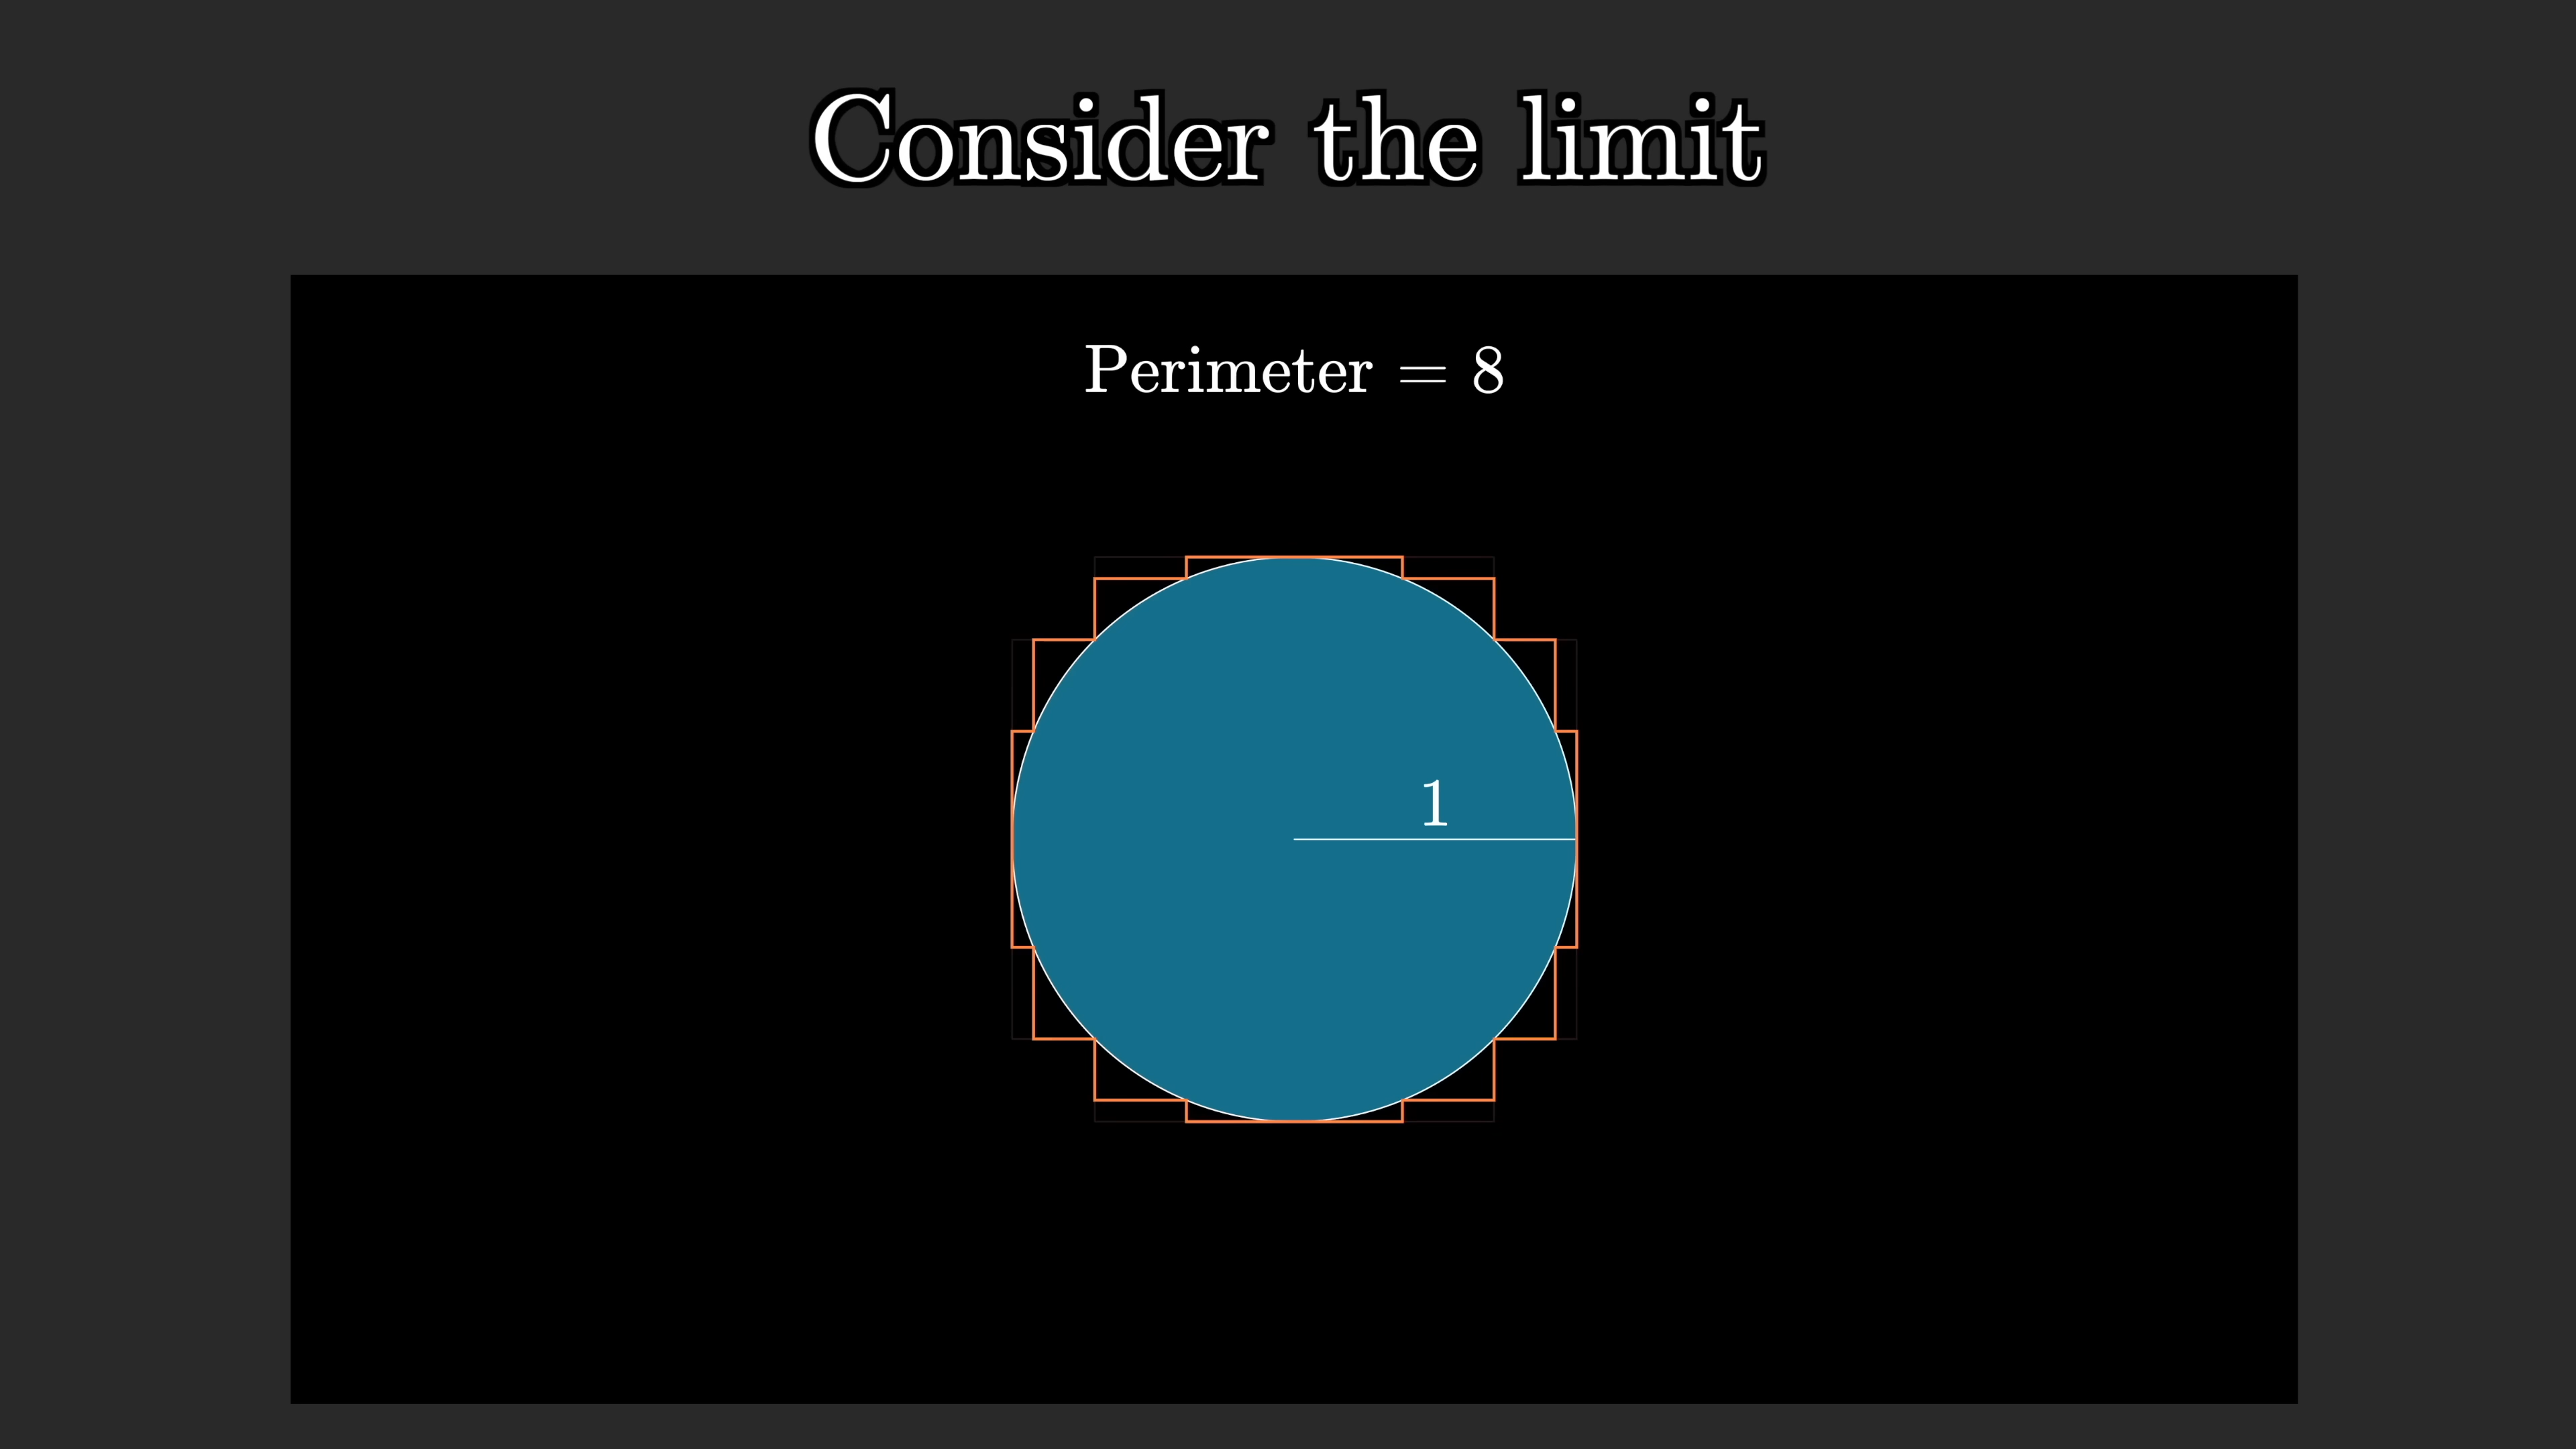 Consider the limit
Perimeter = 8
1